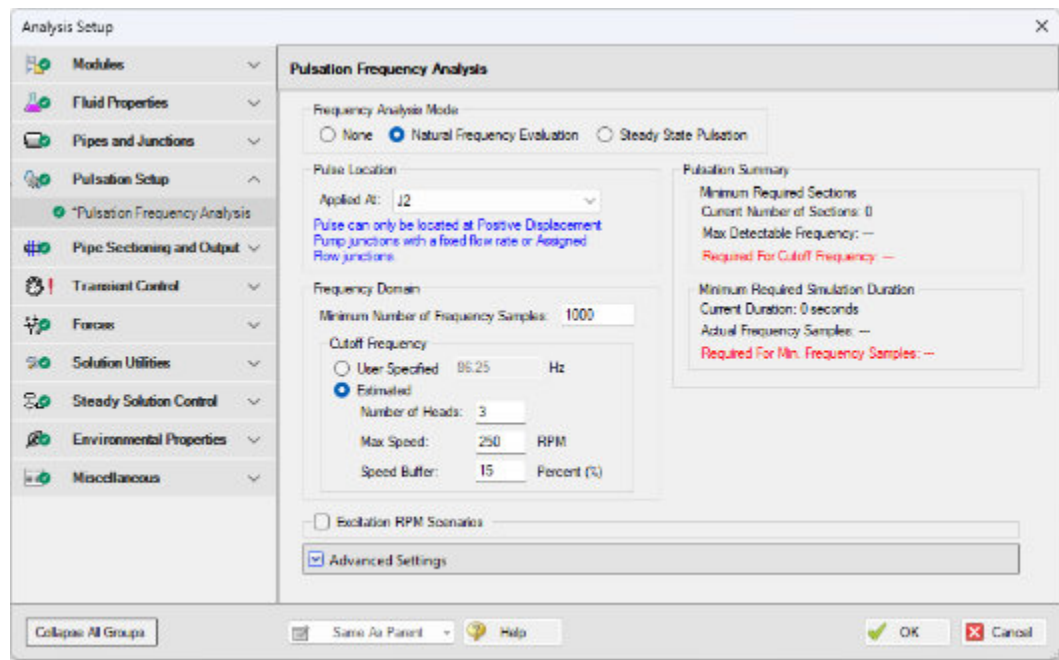 Analysis Setup
Modules
Fluid Properties
Pipes and Junctions
Pulsation Setup
*Pulsation Frequency Analysis
Pipe Sectioning and Output
Transient Control
Forces
Solution Utilities
Steady Solution Control
Environmental Properties
Miscellaneous
Pulsation Frequency Analysis
Frequency Analysis Mode
None Natural Frequency Evaluation Steady State Pulsation
Pulse Location
Applied At: J2
Pulse can only be located at Positive Displacement
Pump junctions with a fixed flow rate or Assigned
Flow junctions.
Frequency Domain
Minimum Number of Frequency Samples: 1000
Cutoff Frequency
User Specified 86.25 Hz
Estimated
Number of Heads: 3
Max Speed: 250 RPM
Speed Buffer: 15 Percent (%)
Pulsation Summary
Minimum Required Sections
Current Number of Sections: 0
Max Detectable Frequency: ---
Required For Cutoff Frequency: ---
Minimum Required Simulation Duration
Current Duration: 0 seconds
Actual Frequency Samples: ---
Required For Min. Frequency Samples: ---
Excitation RPM Scenarios
Advanced Settings
Collapse All Groups
Same As Parent
Help
OK
Cancel